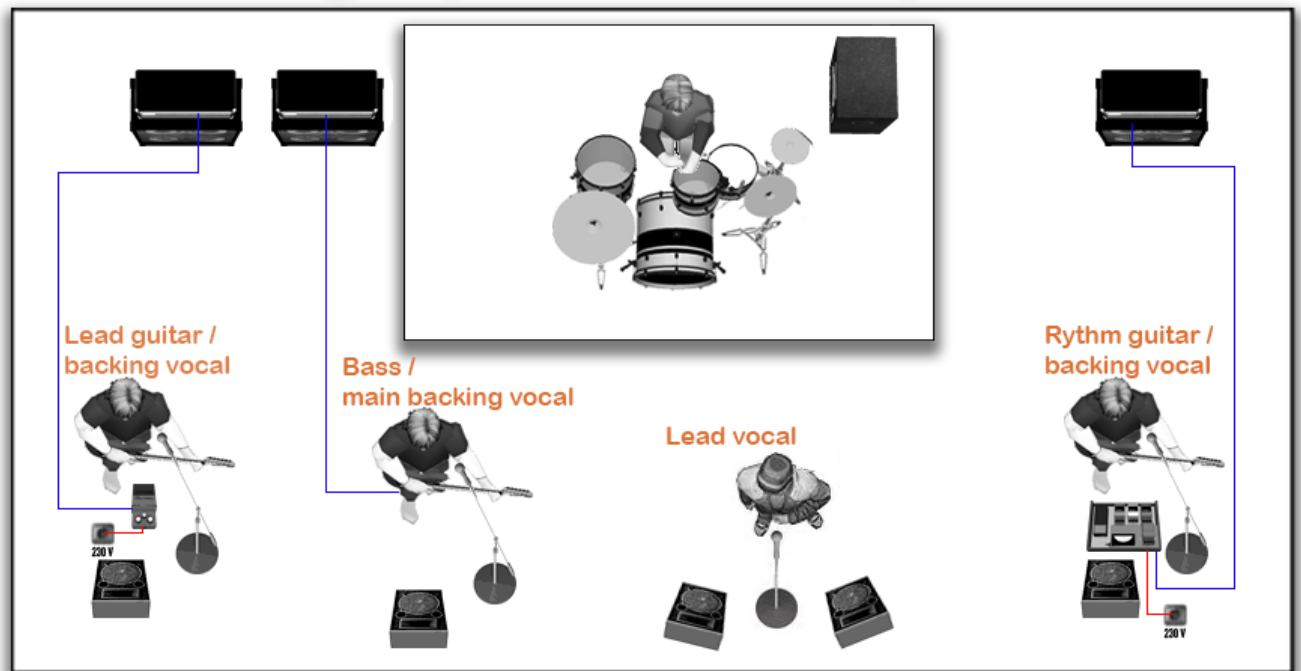 Lead guitar /
backing vocal
Bass /
main backing vocal
Lead vocal
Rythm guitar /
backing vocal
230 V
230 V